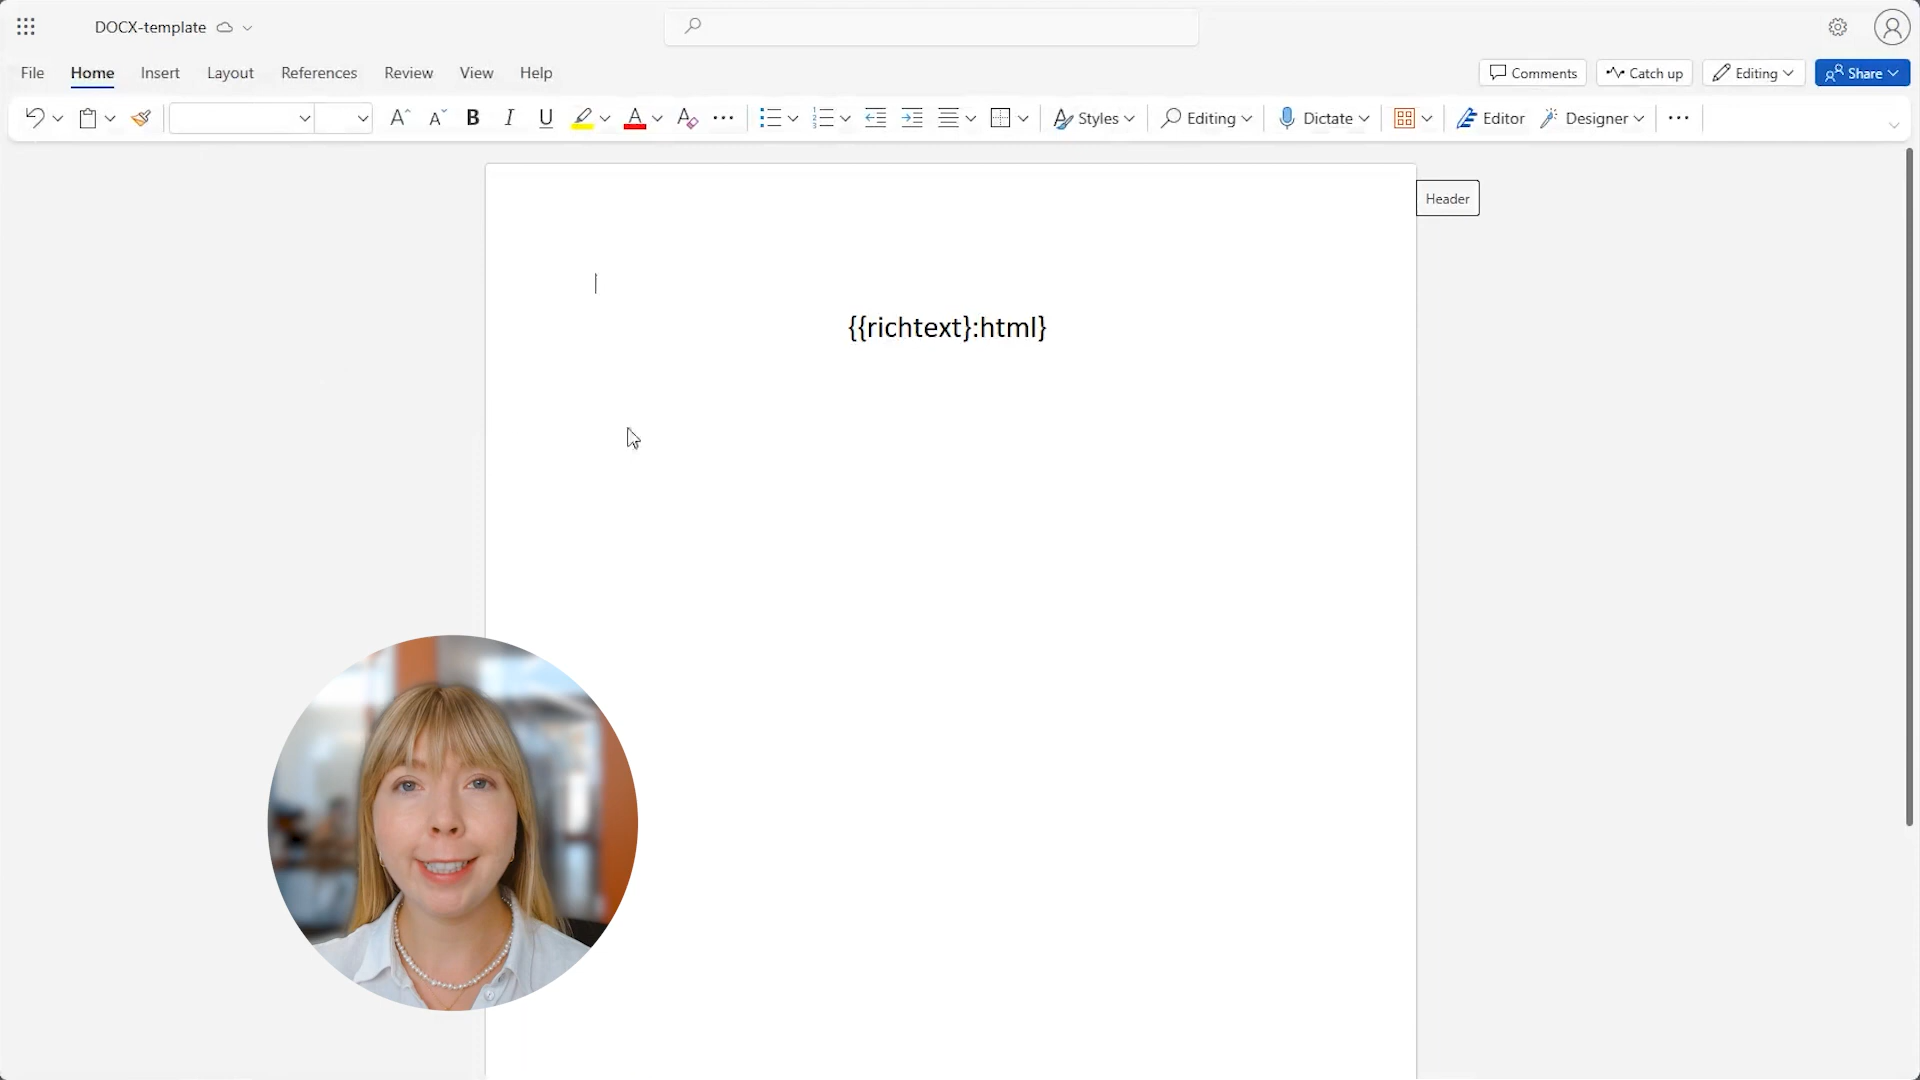 DOCX-template
File Home Insert Layout References Review View Help
Comments Catch up Editing Share
B I U A Styles Editing Dictate Editor Designer
Header
{{richtext}:html}